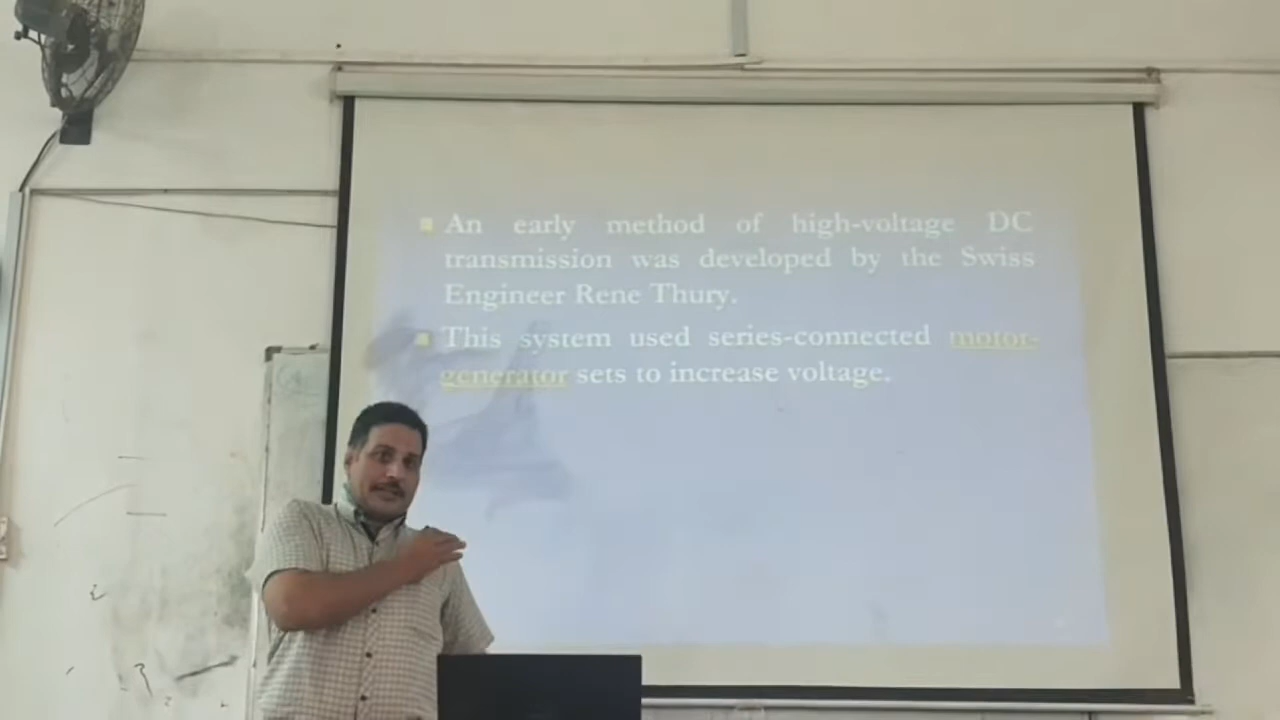 An early method of high-voltage DC
transmission was developed by the Swiss
Engineer Rene Thury.
This system used series-connected motor-
generator sets to increase voltage.